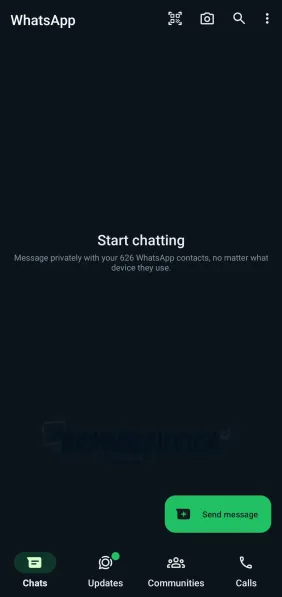 WhatsApp
Start chatting
Message privately with your 626 WhatsApp contacts, no matter what
device they use.
Send message
Chats
Updates
Communities
Calls